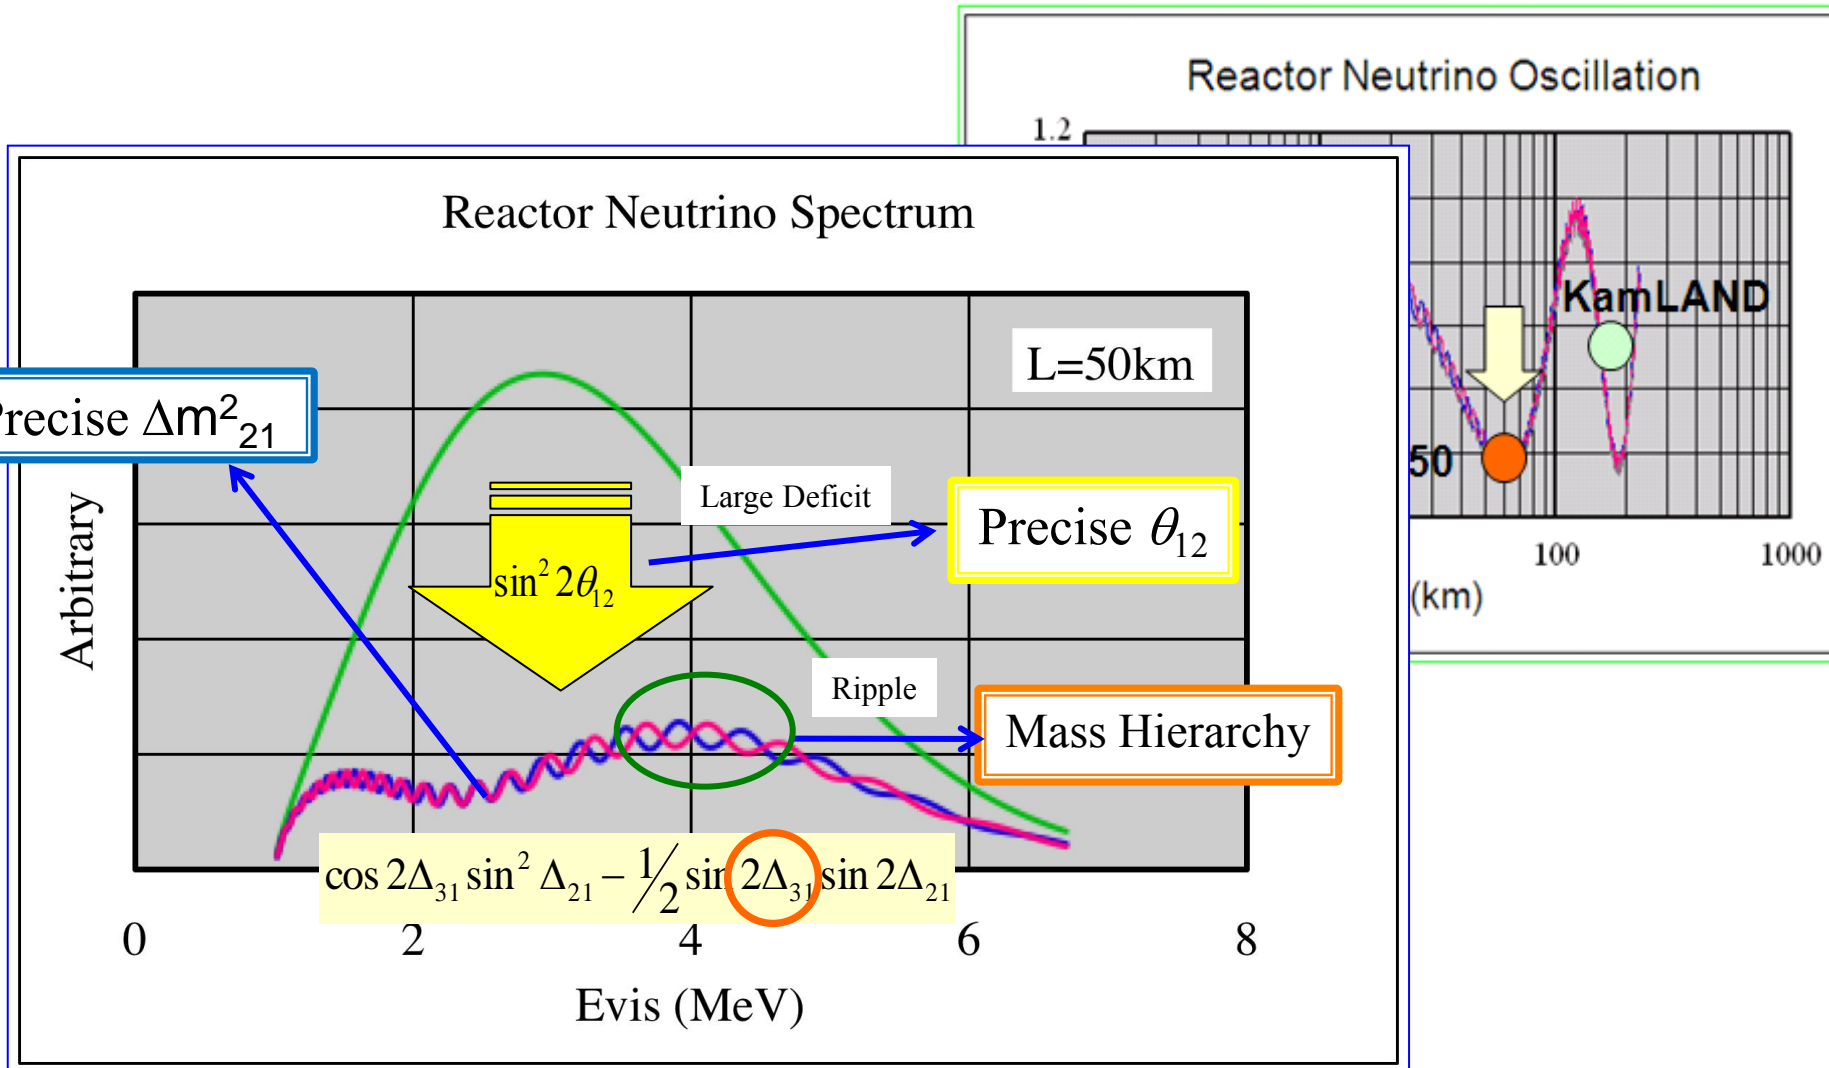 Reactor Neutrino Oscillation
1.2
KamLAND
50
100 1000
(km)
Reactor Neutrino Spectrum
L=50km
Δm²₂₁
Large Deficit
Precise θ₁₂
sin² 2θ₁₂
Arbitrary
Ripple
Mass Hierarchy
cos 2Δ₃₁ sin² Δ₂₁ − 1/2 sin 2Δ₃₁ sin 2Δ₂₁
0 2 4 6 8
Evis (MeV)